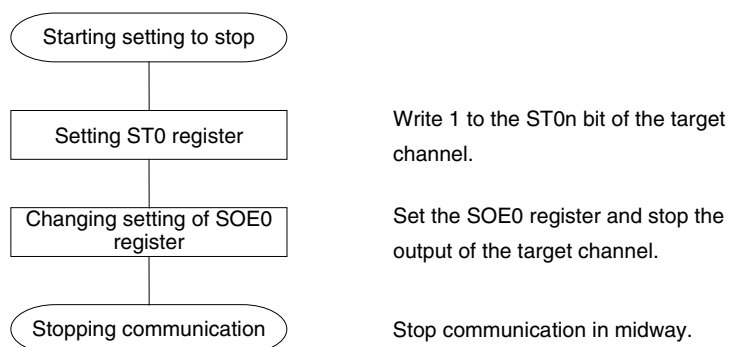 Starting setting to stop
Setting ST0 register
Write 1 to the ST0n bit of the target
channel.
Changing setting of SOE0
register
Set the SOE0 register and stop the
output of the target channel.
Stopping communication
Stop communication in midway.